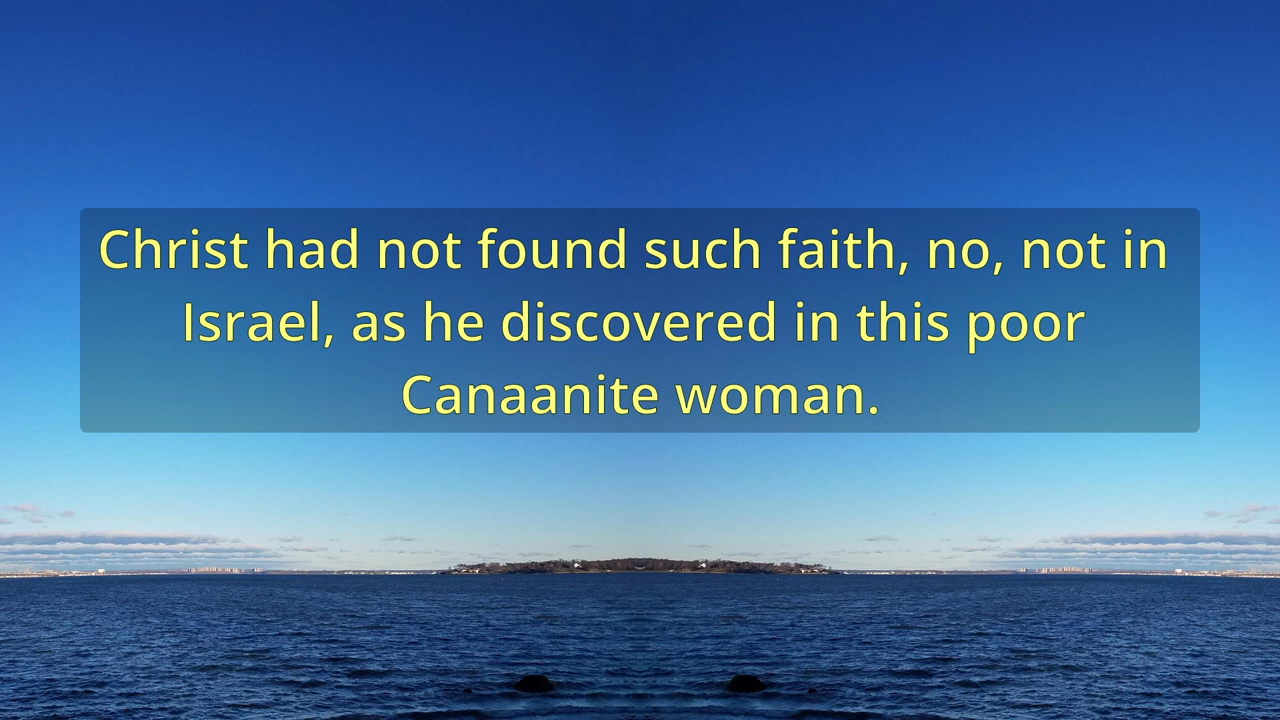 Christ had not found such faith, no, not in
Israel, as he discovered in this poor
Canaanite woman.